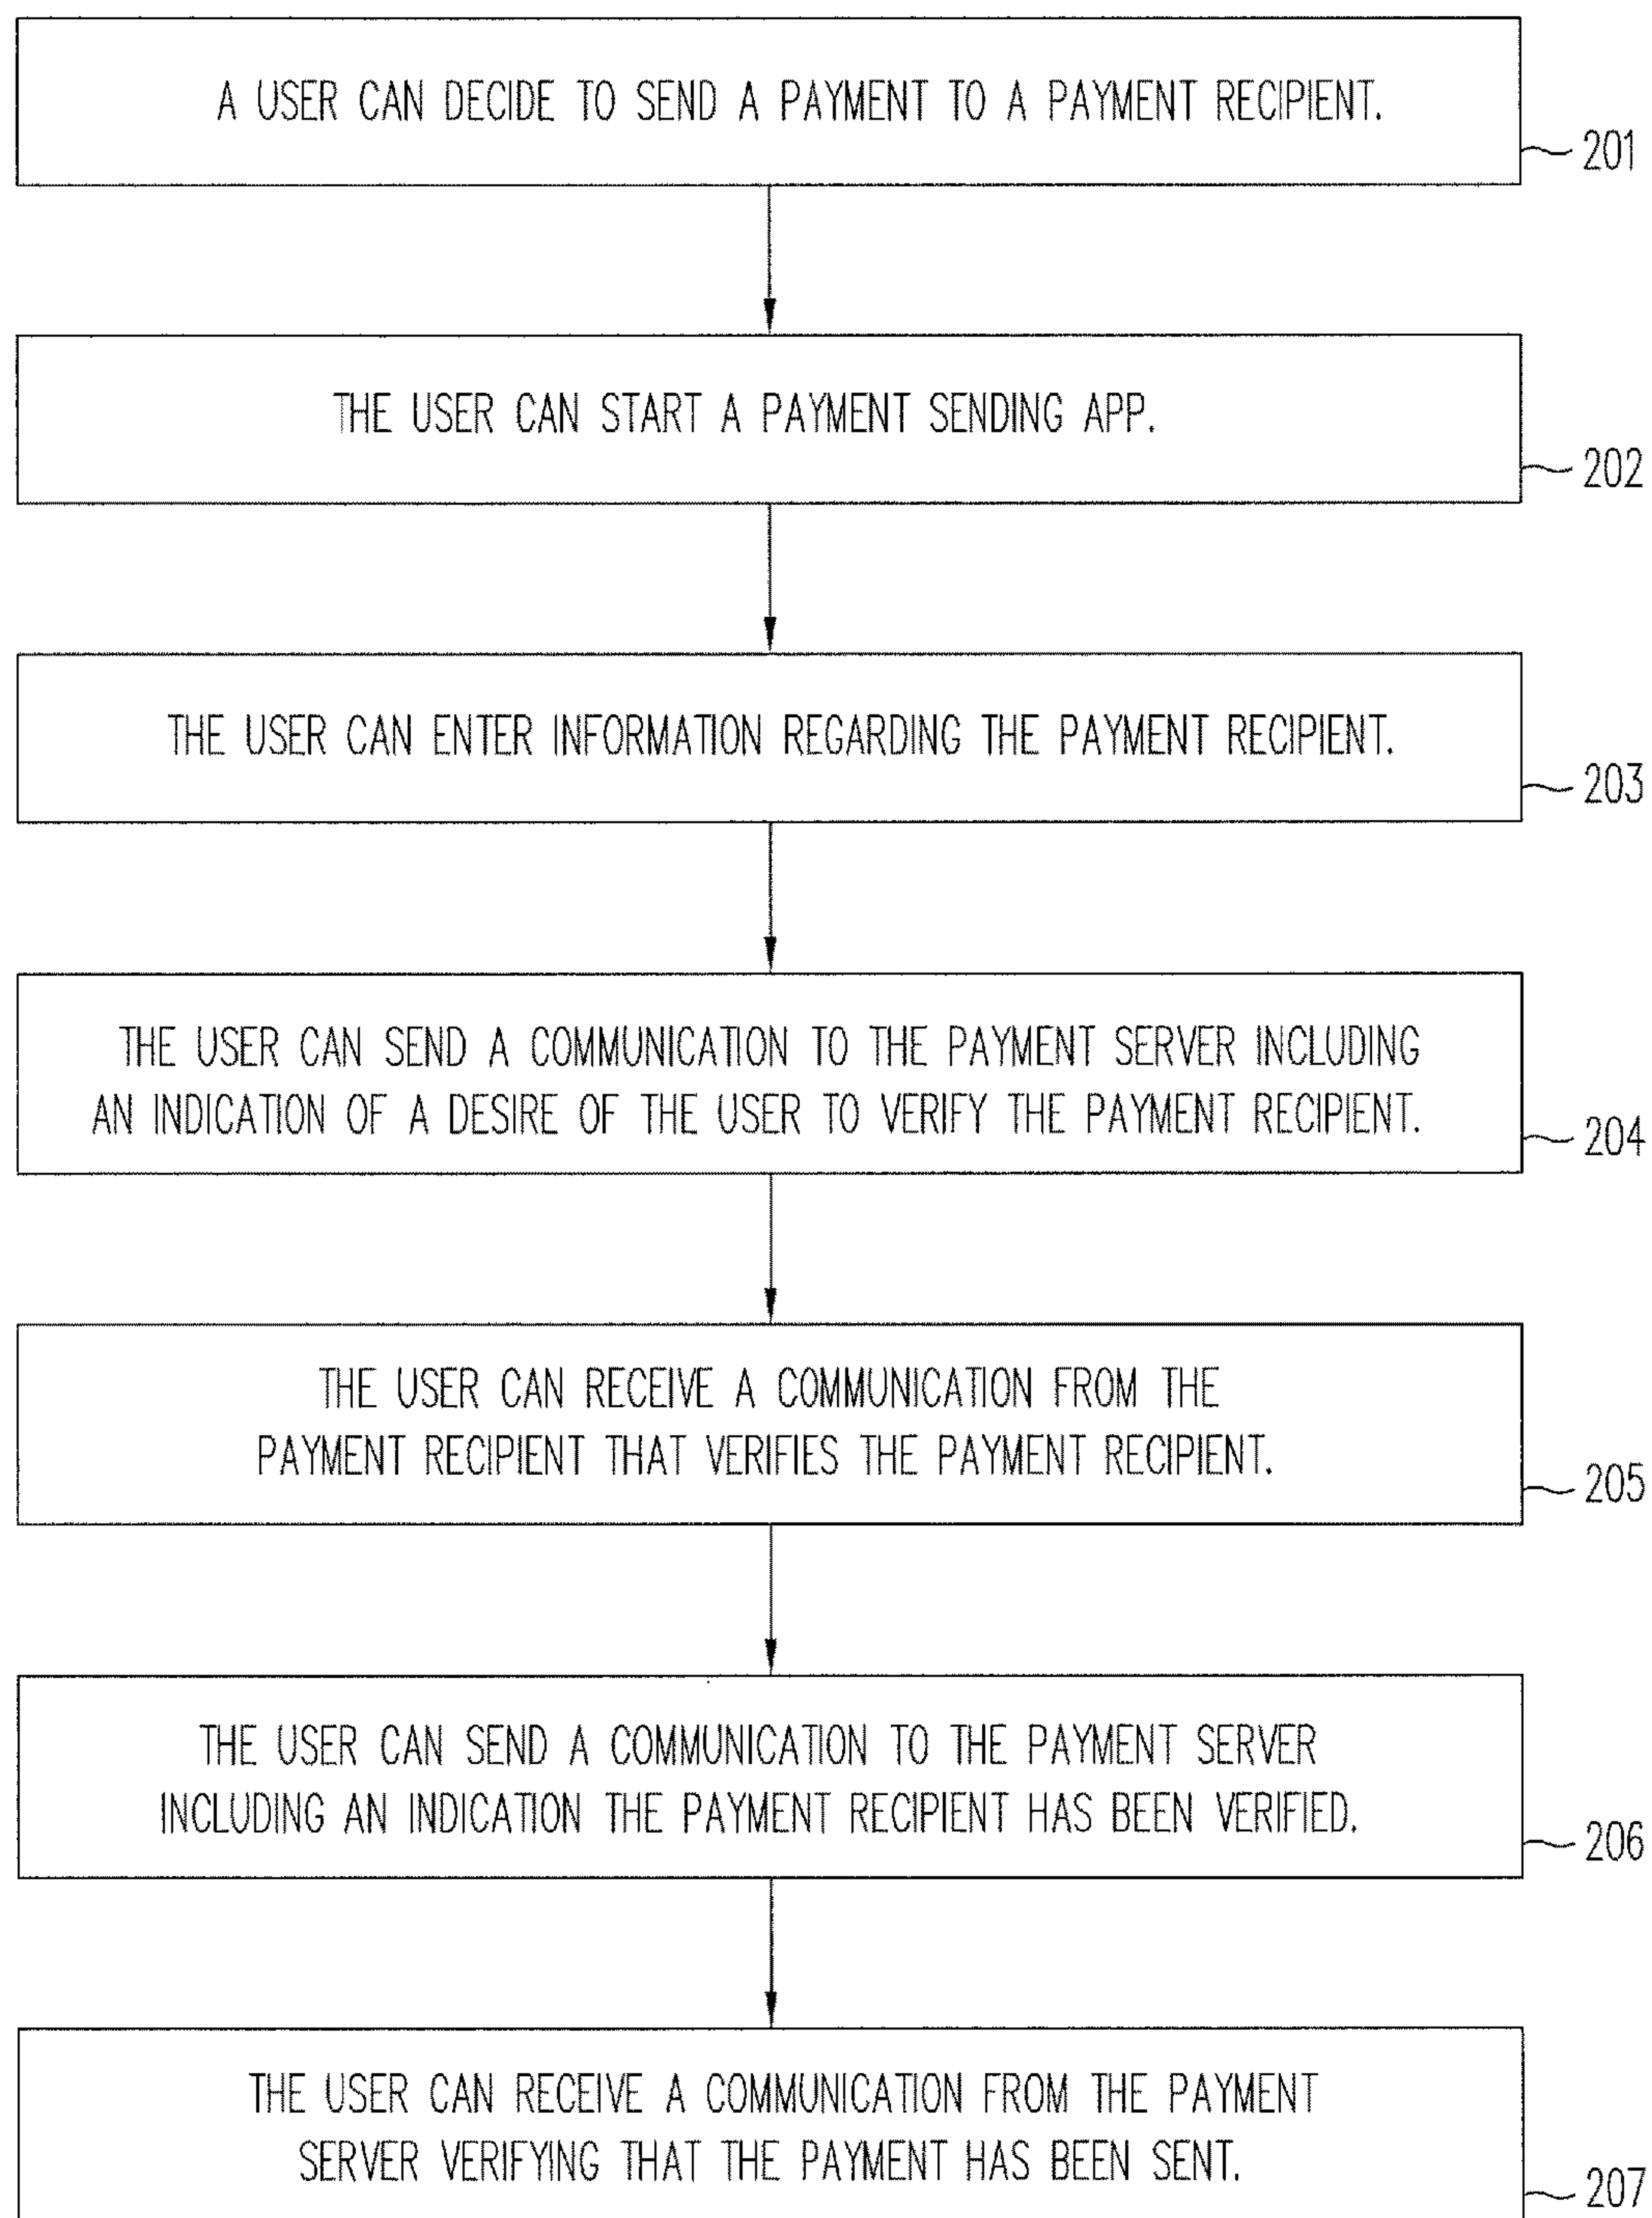 A USER CAN DECIDE TO SEND A PAYMENT TO A PAYMENT RECIPIENT.
201
THE USER CAN START A PAYMENT SENDING APP.
202
THE USER CAN ENTER INFORMATION REGARDING THE PAYMENT RECIPIENT.
203
THE USER CAN SEND A COMMUNICATION TO THE PAYMENT SERVER INCLUDING
AN INDICATION OF A DESIRE OF THE USER TO VERIFY THE PAYMENT RECIPIENT.
204
THE USER CAN RECEIVE A COMMUNICATION FROM THE
PAYMENT RECIPIENT THAT VERIFIES THE PAYMENT RECIPIENT.
205
THE USER CAN SEND A COMMUNICATION TO THE PAYMENT SERVER
INCLUDING AN INDICATION THE PAYMENT RECIPIENT HAS BEEN VERIFIED.
206
THE USER CAN RECEIVE A COMMUNICATION FROM THE PAYMENT
SERVER VERIFYING THAT THE PAYMENT HAS BEEN SENT.
207